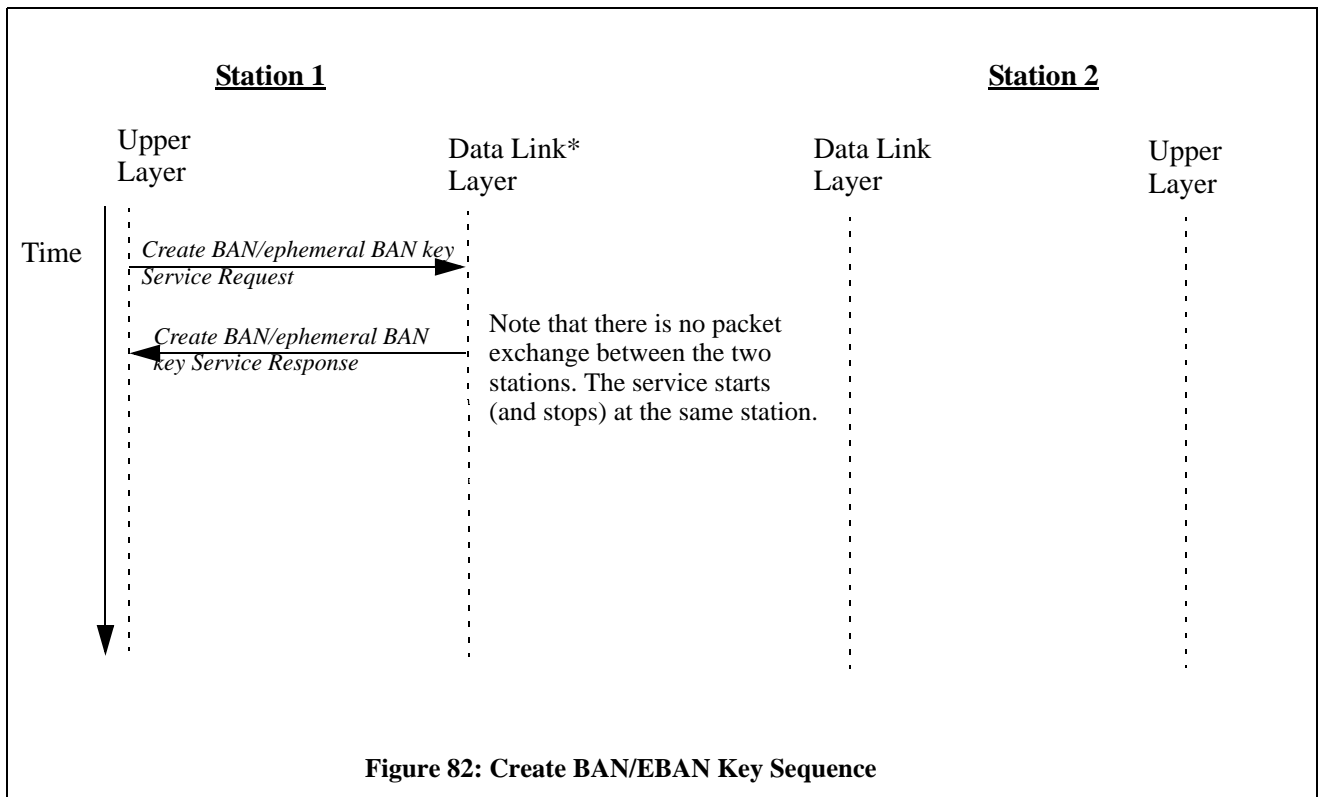 Station 1
Station 2
Upper
Layer
Data Link*
Layer
Data Link
Layer
Upper
Layer
Time
Create BAN/ephemeral BAN key
Service Request
Create BAN/ephemeral BAN
key Service Response
Note that there is no packet
exchange between the two
stations. The service starts
(and stops) at the same station.
Figure 82: Create BAN/EBAN Key Sequence